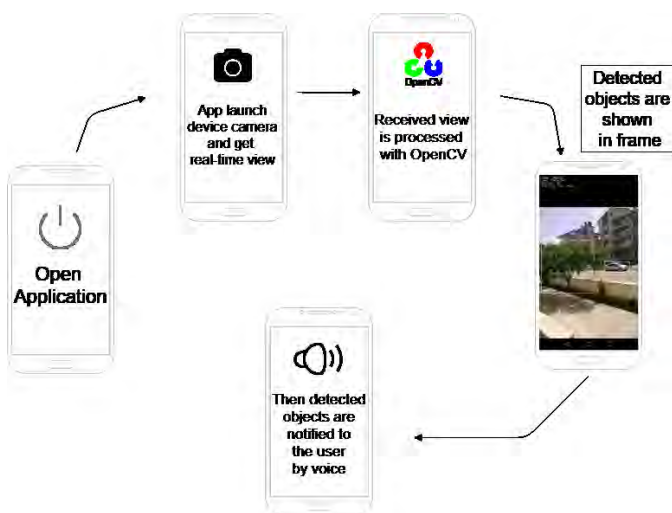 Open
Application
App launch
device camera
and get
real-time view
OpenCV
Received view
is processed
with OpenCV
Detected
objects are
shown
in frame
Then detected
objects are
notified to
the user
by voice